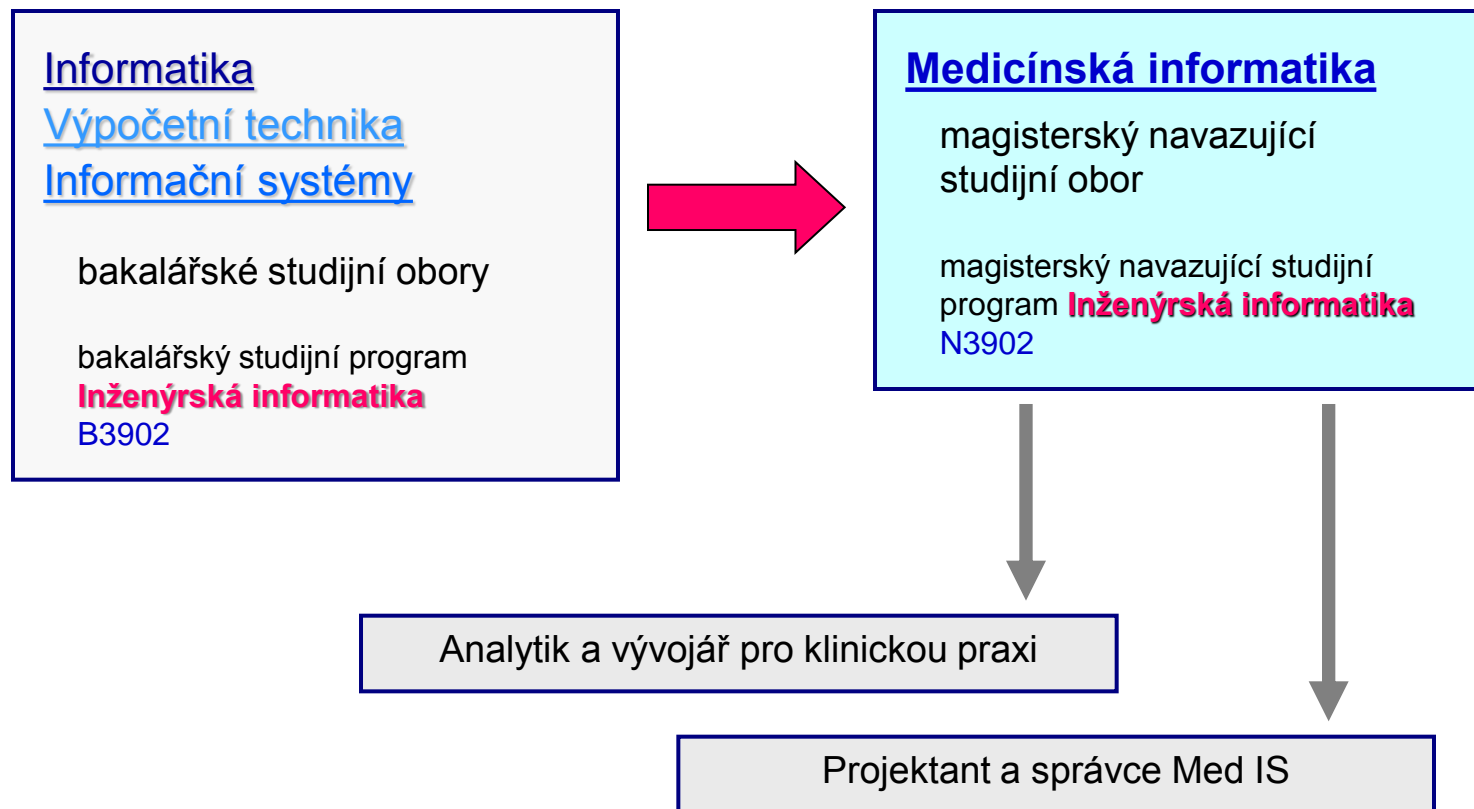 Informatika
Výpočetní technika
Informační systémy
bakalářské studijní obory
bakalářský studijní program
Inženýrská informatika
B3902
Medicínská informatika
magisterský navazující
studijní obor
magisterský navazující studijní
program Inženýrská informatika
N3902
Analytik a vývojář pro klinickou praxi
Projektant a správce Med IS